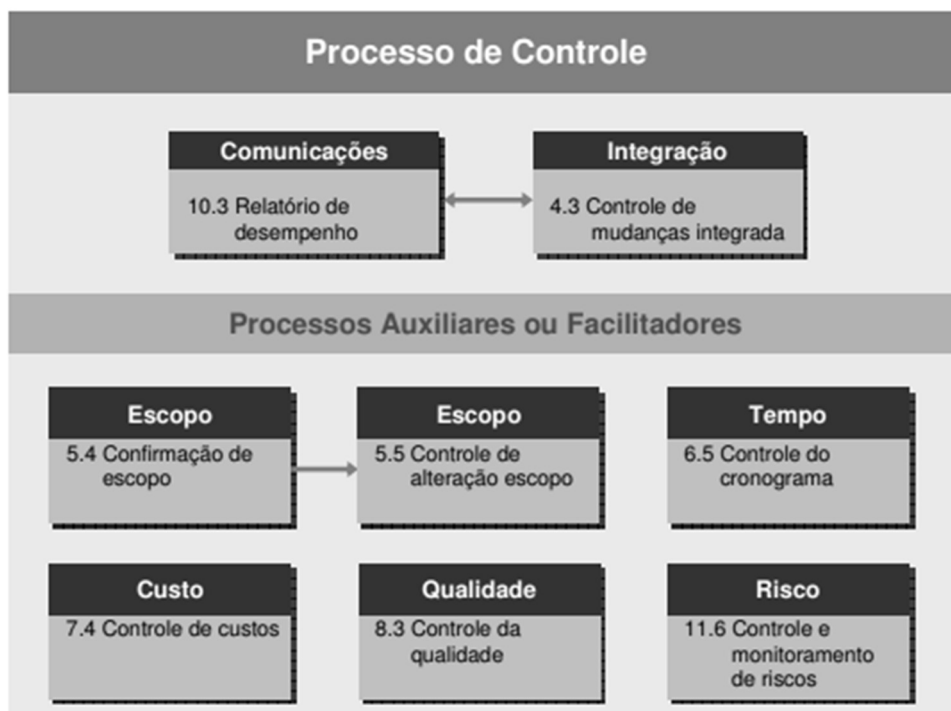 Processo de Controle
Comunicações
10.3 Relatório de
desempenho
Integração
4.3 Controle de
mudanças integrada
Processos Auxiliares ou Facilitadores
Escopo
5.4 Confirmação de
escopo
Escopo
5.5 Controle de
alteração escopo
Tempo
6.5 Controle do
cronograma
Custo
7.4 Controle de custos
Qualidade
8.3 Controle da
qualidade
Risco
11.6 Controle e
monitoramento
de riscos